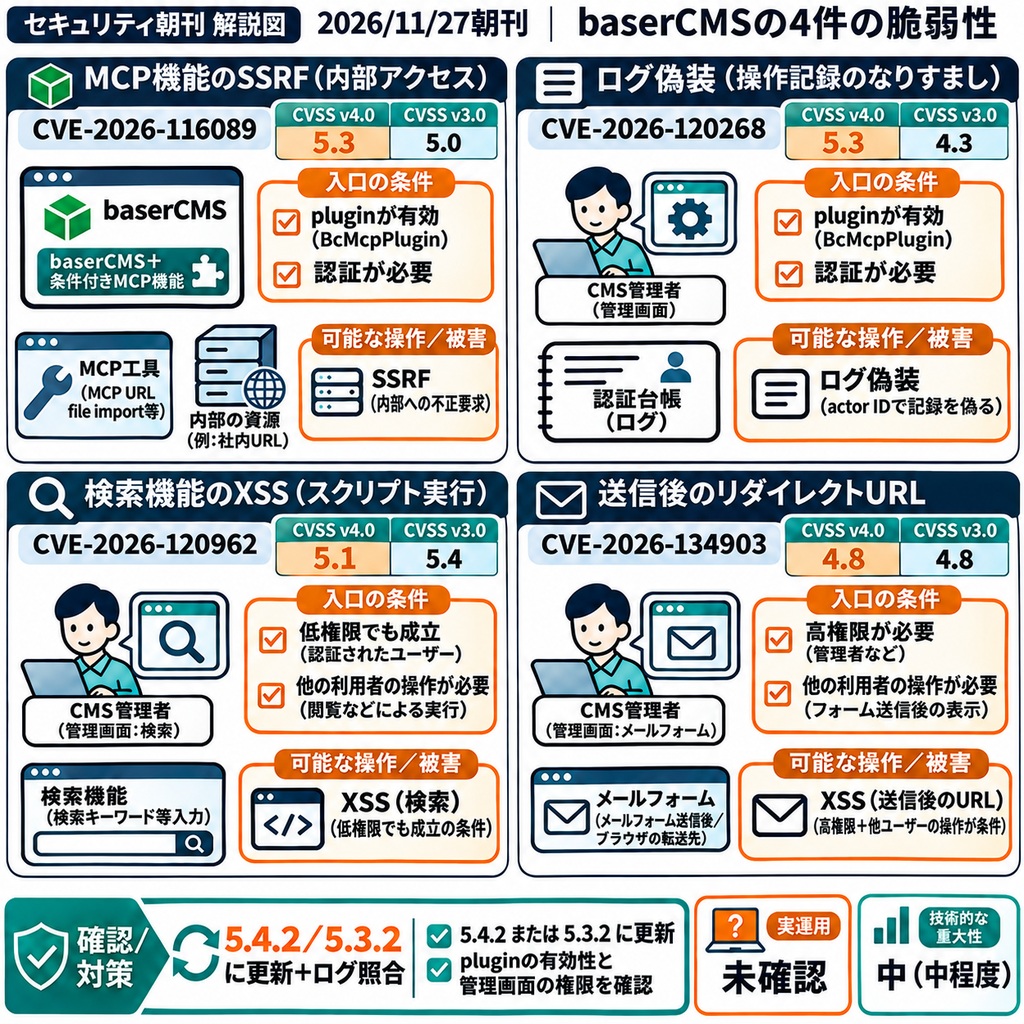 セキュリティ朝刊 解説図
2026/11/27朝刊 | baserCMSの4件の脆弱性
MCP機能のSSRF(内部アクセス)
CVE-2026-116089
CVSS v4.0
5.3
CVSS v3.0
5.0
baserCMS
baserCMS+
条件付きMCP機能
入口の条件
pluginが有効
(BcMcpPlugin)
認証が必要
MCP工具
(MCP URL
file import等)
内部の資源
(例:社内URL)
可能な操作/被害
SSRF
(内部への不正要求)
ログ偽装(操作記録のなりすまし)
CVE-2026-120268
CVSS v4.0
5.3
CVSS v3.0
4.3
CMS管理者
(管理画面)
入口の条件
pluginが有効
(BcMcpPlugin)
認証が必要
認証台帳
(ログ)
可能な操作/被害
ログ偽装
(actor IDで記録を偽る)
検索機能のXSS(スクリプト実行)
CVE-2026-120962
CVSS v4.0
5.1
CVSS v3.0
5.4
CMS管理者
(管理画面:検索)
入口の条件
低権限でも成立
(認証されたユーザー)
他の利用者の操作が必要
(閲覧などによる実行)
検索機能
(検索キーワード等入力)
可能な操作/被害
</>
XSS(検索)
(低権限でも成立の条件)
送信後のリダイレクトURL
CVE-2026-134903
CVSS v4.0
4.8
CVSS v3.0
4.8
CMS管理者
(管理画面:メールフォーム)
入口の条件
高権限が必要
(管理者など)
他の利用者の操作が必要
(フォーム送信後の表示)
メールフォーム
(メールフォーム送信後/
ブラウザの転送先)
可能な操作/被害
XSS(送信後のURL)
(高権限+他ユーザーの操作が条件)
確認/
対策
5.4.2/5.3.2
に更新+ログ照合
5.4.2 または 5.3.2 に更新
pluginの有効性と
管理画面の権限を確認
?
実運用
未確認
技術的な
重大性
中(中程度)